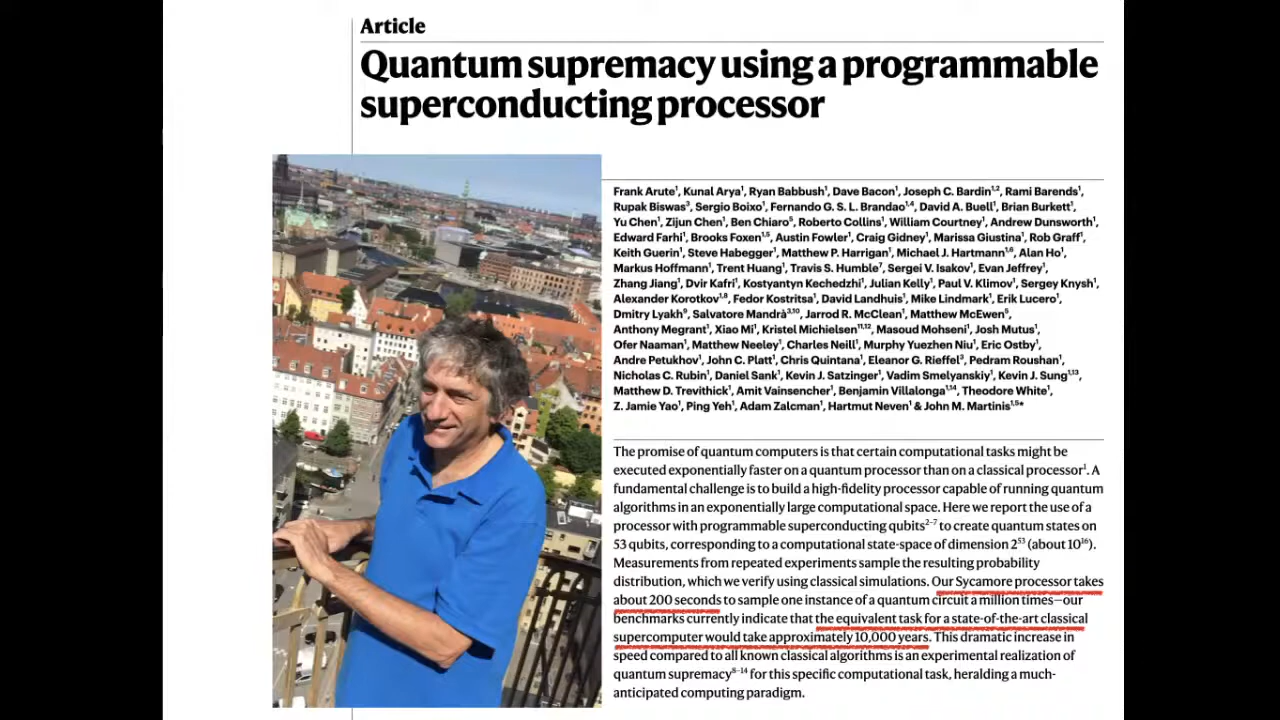 Article
Quantum supremacy using a programmable
superconducting processor
Frank Arute¹, Kunal Arya¹, Ryan Babbush¹, Dave Bacon¹, Joseph C. Bardin¹,², Rami Barends¹,
Rupak Biswas³, Sergio Boixo¹, Fernando G. S. L. Brandao¹,⁴, David A. Buell¹, Brian Burkett¹,
Yu Chen¹, Zijun Chen¹, Ben Chiaro⁵, Roberto Collins¹, William Courtney¹, Andrew Dunsworth¹,
Edward Farhi¹, Brooks Foxen¹,⁵, Austin Fowler¹, Craig Gidney¹, Marissa Giustina¹, Rob Graff¹,
Keith Guerin¹, Steve Habegger¹, Matthew P. Harrigan¹, Michael J. Hartmann¹,⁶, Alan Ho¹,
Markus Hoffmann¹, Trent Huang¹, Travis S. Humble⁷, Sergei V. Isakov¹, Evan Jeffrey¹,
Zhang Jiang¹, Dvir Kafri¹, Kostyantyn Kechedzhi¹, Julian Kelly¹, Paul V. Klimov¹, Sergey Knysh¹,
Alexander Korotkov¹,⁸, Fedor Kostritsa¹, David Landhuis¹, Mike Lindmark¹, Erik Lucero¹,
Dmitry Lyakh⁹, Salvatore Mandrà³,¹⁰, Jarrod R. McClean¹, Matthew McEwen⁵,
Anthony Megrant¹, Xiao Mi¹, Kristel Michielsen¹¹,¹², Masoud Mohseni¹, Josh Mutus¹,
Ofer Naaman¹, Matthew Neeley¹, Charles Neill¹, Murphy Yuezhen Niu¹, Eric Ostby¹,
Andre Petukhov¹, John C. Platt¹, Chris Quintana¹, Eleanor G. Rieffel³, Pedram Roushan¹,
Nicholas C. Rubin¹, Daniel Sank¹, Kevin J. Satzinger¹, Vadim Smelyanskiy¹, Kevin J. Sung¹,¹³,
Matthew D. Trevithick¹, Amit Vainsencher¹, Benjamin Villalonga¹,¹⁴, Theodore White¹,
Z. Jamie Yao¹, Ping Yeh¹, Adam Zalcman¹, Hartmut Neven¹ & John M. Martinis¹,⁵*
The promise of quantum computers is that certain computational tasks might be
executed exponentially faster on a quantum processor than on a classical processor¹. A
fundamental challenge is to build a high-fidelity processor capable of running quantum
algorithms in an exponentially large computational space. Here we report the use of a
processor with programmable superconducting qubits²⁻⁷ to create quantum states on
53 qubits, corresponding to a computational state-space of dimension 2⁵³ (about 10¹⁶).
Measurements from repeated experiments sample the resulting probability
distribution, which we verify using classical simulations. Our Sycamore processor takes
about 200 seconds to sample one instance of a quantum circuit a million times—our
benchmarks currently indicate that the equivalent task for a state-of-the-art classical
supercomputer would take approximately 10,000 years. This dramatic increase in
speed compared to all known classical algorithms is an experimental realization of
quantum supremacy⁸⁻¹⁴ for this specific computational task, heralding a much-
anticipated computing paradigm.